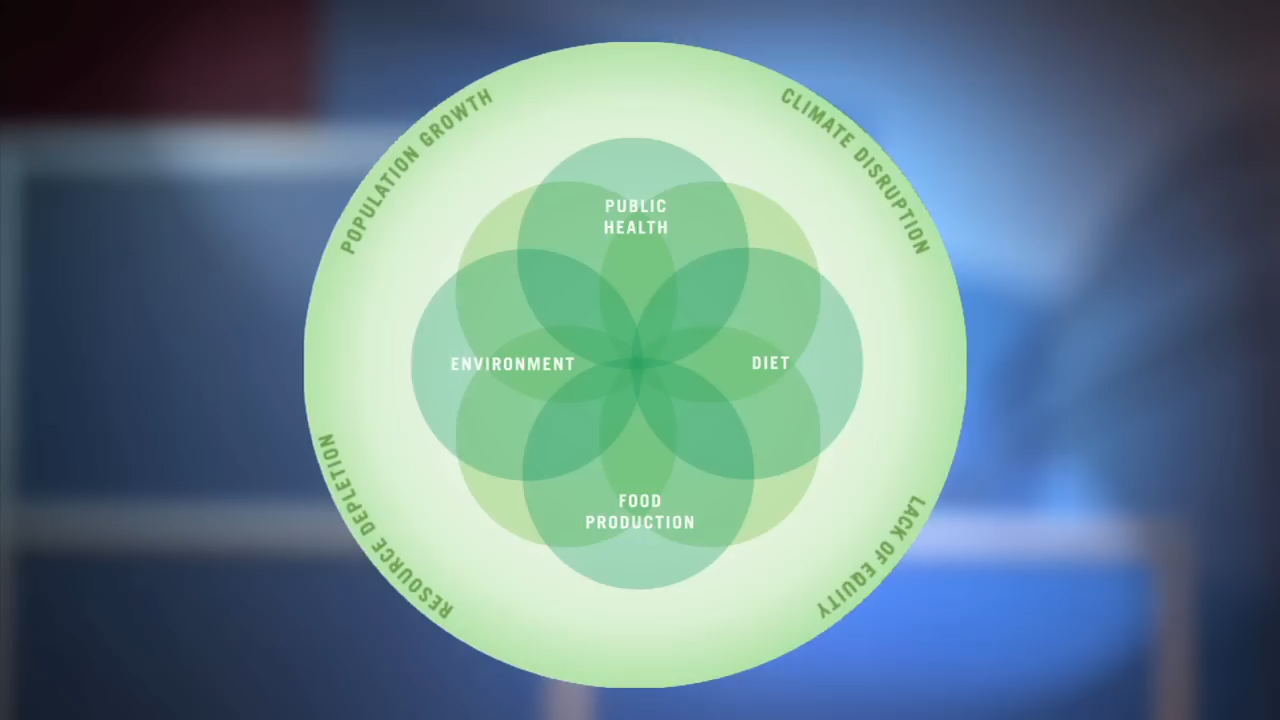 POPULATION GROWTH
CLIMATE DISRUPTION
PUBLIC
HEALTH
ENVIRONMENT
DIET
FOOD
PRODUCTION
RESOURCE DEPLETION
LACK OF EQUITY